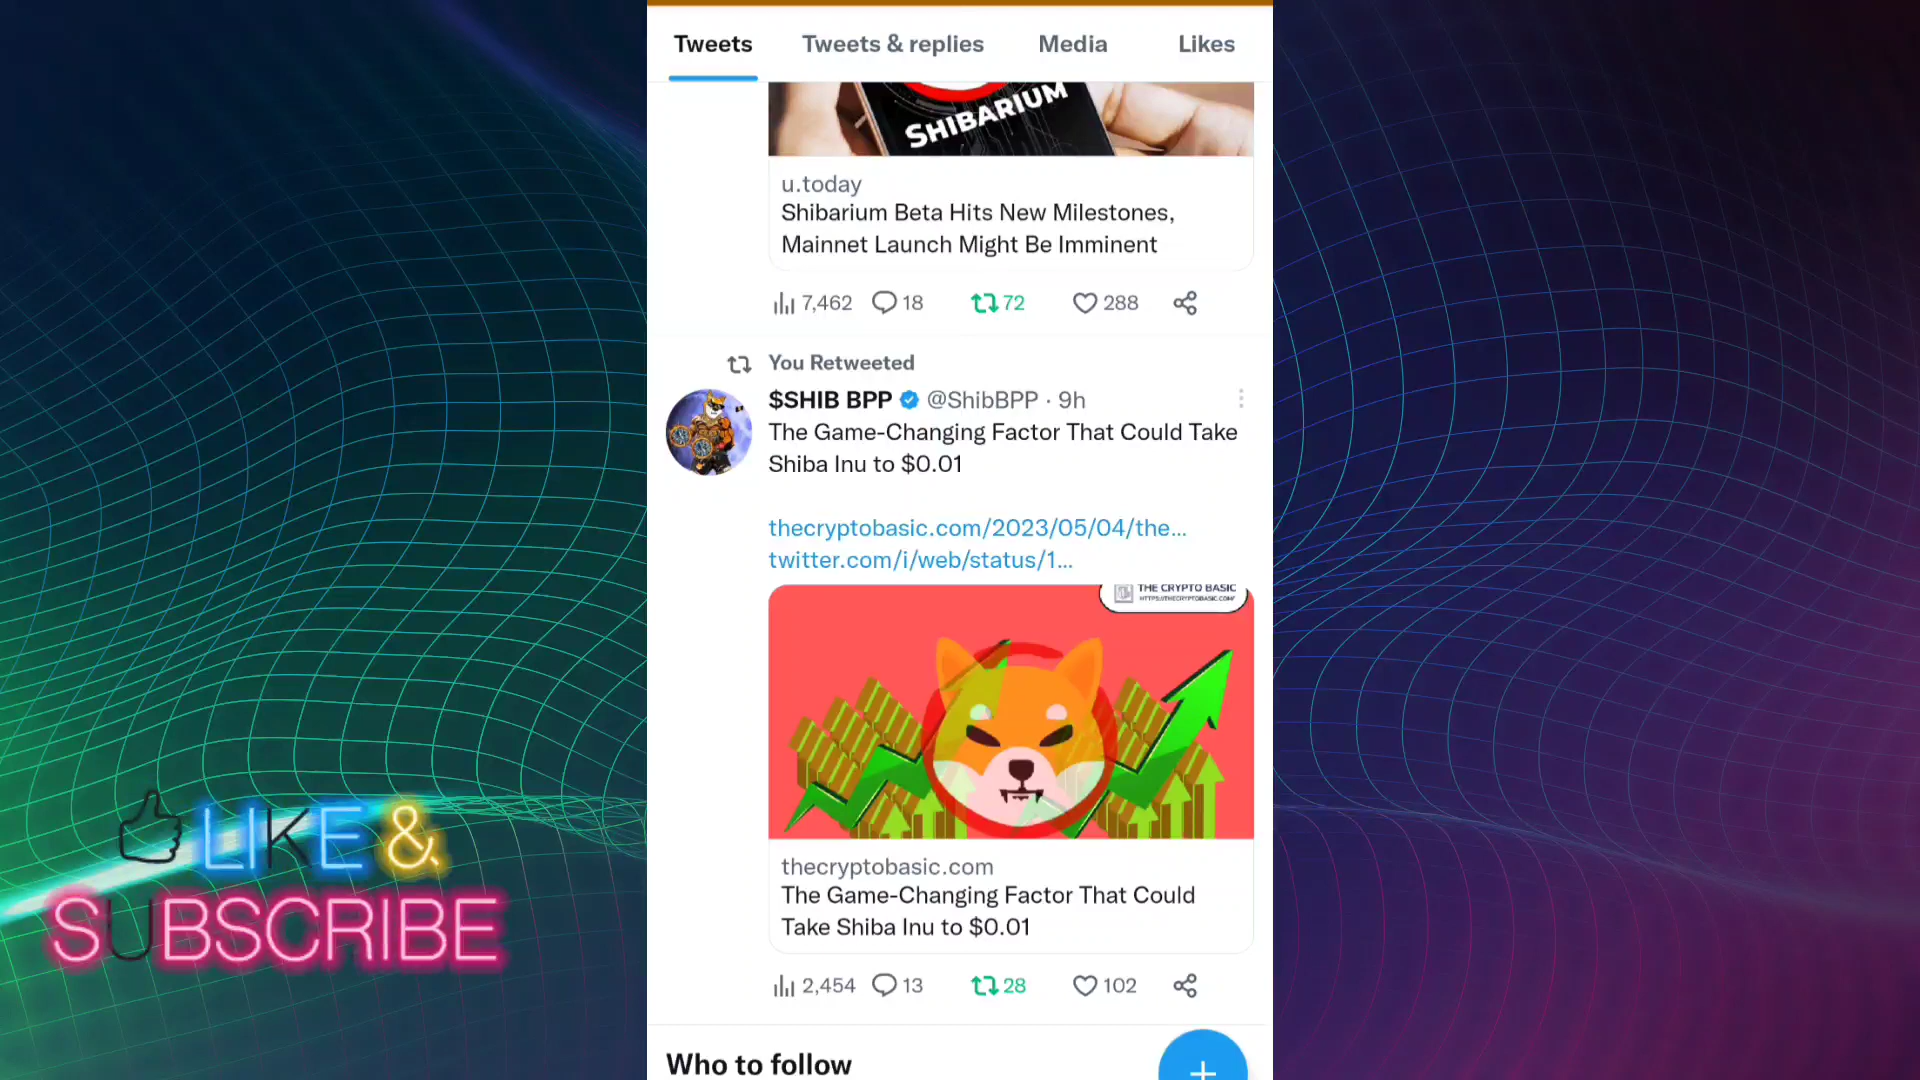 Tweets Tweets & replies Media Likes
SHIBARIUM
u.today
Shibarium Beta Hits New Milestones,
Mainnet Launch Might Be Imminent
7,462 18 72 288
You Retweeted
$SHIB BPP @ShibBPP · 9h
The Game-Changing Factor That Could Take
Shiba Inu to $0.01
thecryptobasic.com/2023/05/04/the...
twitter.com/i/web/status/1...
THE CRYPTO BASIC
HTTPS://THECRYPTOBASIC.COM/
thecryptobasic.com
The Game-Changing Factor That Could
Take Shiba Inu to $0.01
2,454 13 28 102
Who to follow
LIKE &
SUBSCRIBE